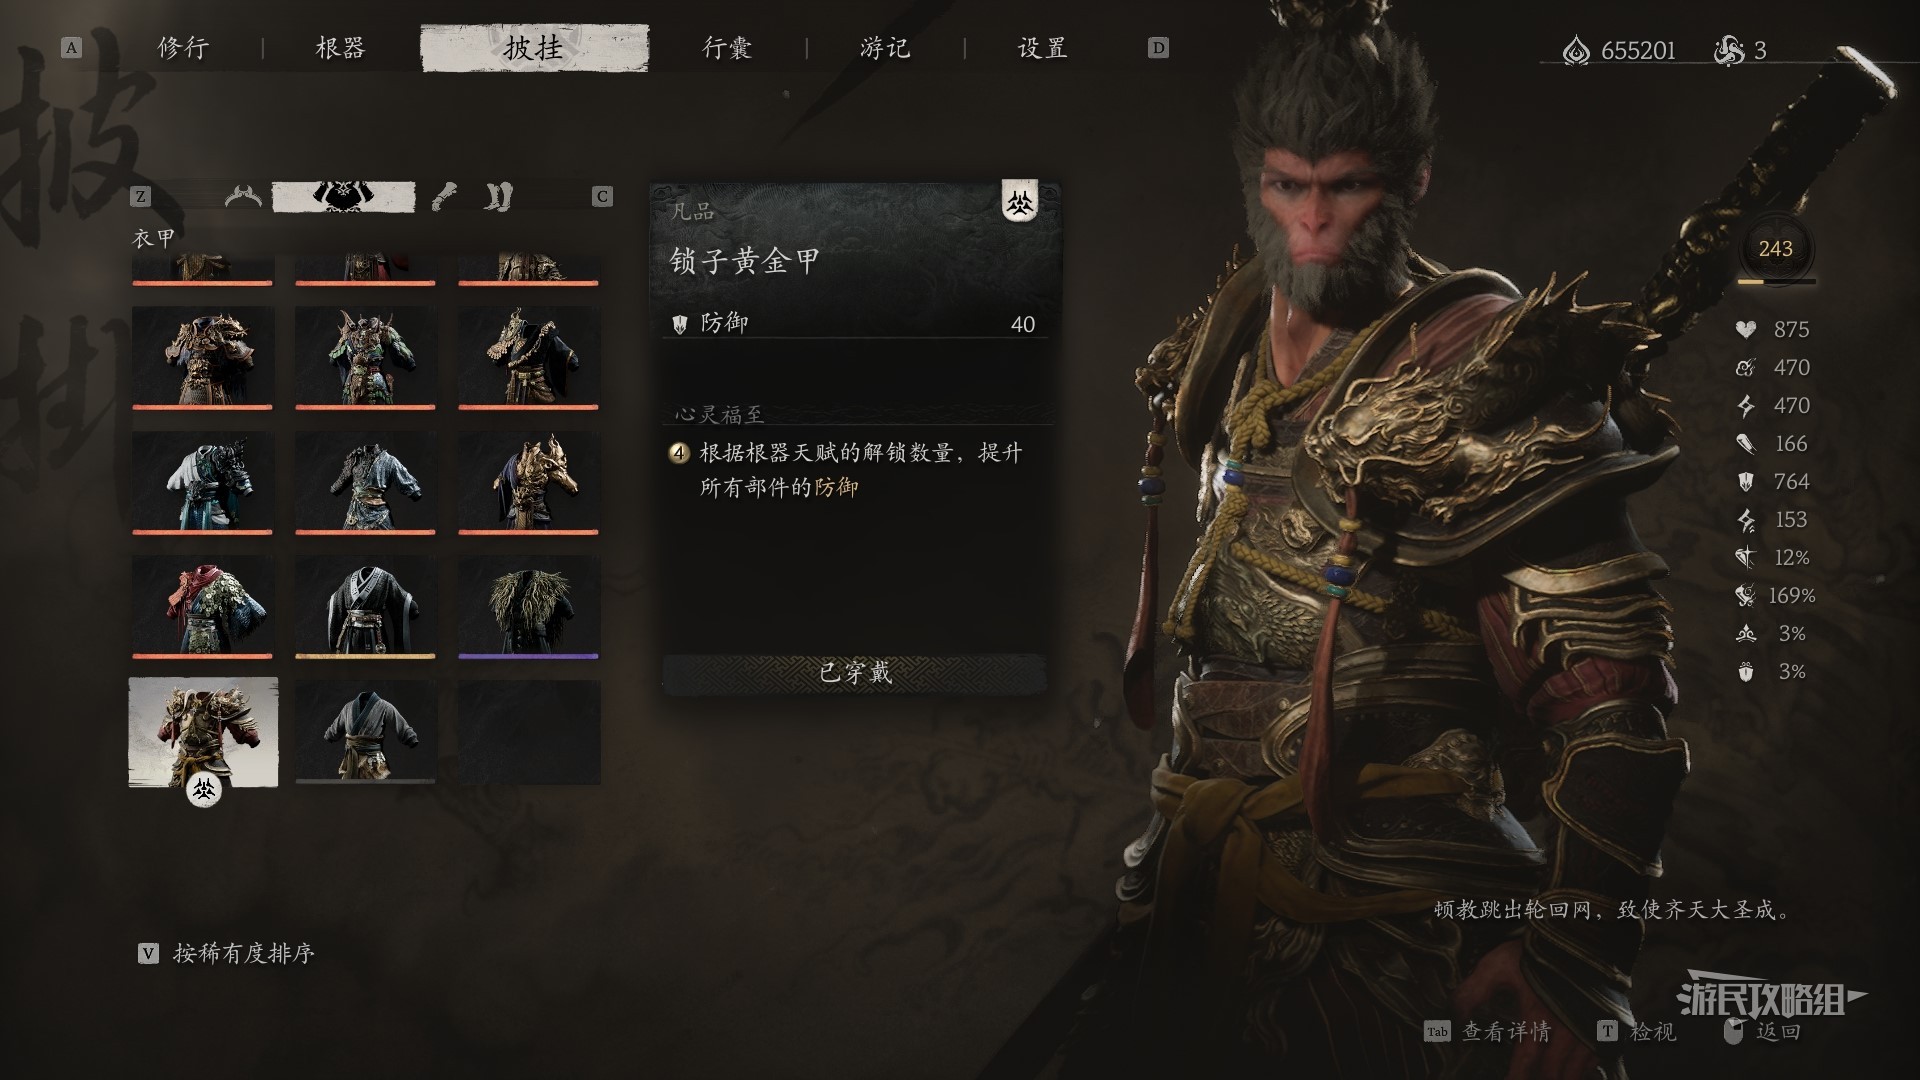 A 修行 | 根器 | 披挂 行囊 | 游记 | 设置 D
655201 3
披挂
Z C
衣甲
凡品
锁子黄金甲
防御 40
心灵福至
4 根据根器天赋的解锁数量，提升
所有部件的防御
已穿戴
243
875
470
470
166
764
153
12%
169%
3%
3%
顿教跳出轮回网，致使齐天大圣成。
V 按稀有度排序
游民攻略组
Tab 查看详情 T 检视 返回